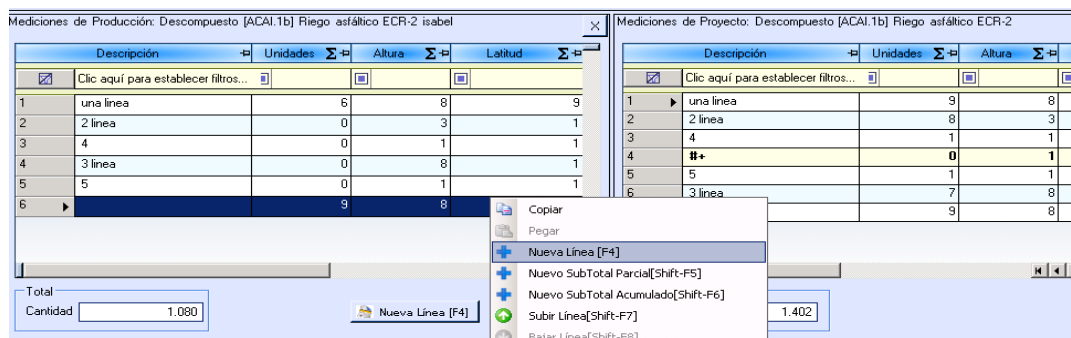 Mediciones de Producción: Descompuesto [ACAI.1b] Riego asfáltico ECR-2 isabel
Descripción Unidades Σ Altura Σ Latitud Σ
Clic aquí para establecer filtros...
1 una linea 6 8 9
2 2 linea 0 3 1
3 4 0 1 1
4 3 linea 0 8 1
5 5 0 1 1
6 9 8
Total
Cantidad 1.080
Nueva Línea [F4]
Mediciones de Proyecto: Descompuesto [ACAI.1b] Riego asfáltico ECR-2
Descripción Unidades Σ Altura Σ
Clic aquí para establecer filtros...
1 una linea 9 8
2 2 linea 8 3
3 4 1 1
4 #+ 0 1
5 5 1 1
6 3 linea 7 8
9 8
1.402
Copiar
Pegar
Nueva Línea [F4]
Nuevo SubTotal Parcial[Shift-F5]
Nuevo SubTotal Acumulado[Shift-F6]
Subir Línea[Shift-F7]
Bajar Línea[Shift-F8]